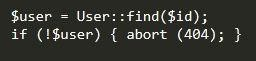 $user = User::find($id);
if (!$user) { abort (404); }